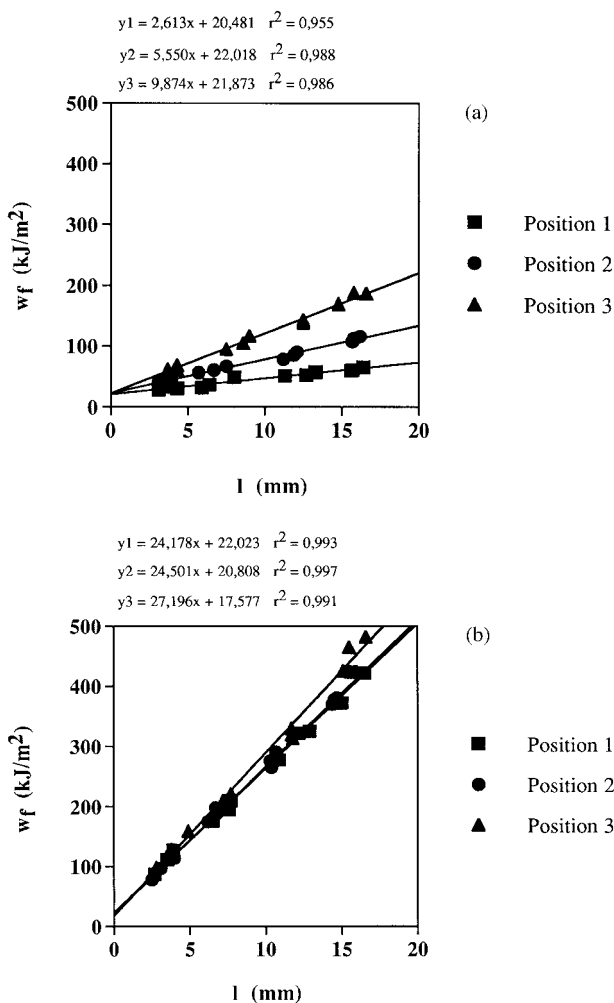 y1 = 2,613x + 20,481 r² = 0,955
y2 = 5,550x + 22,018 r² = 0,988
y3 = 9,874x + 21,873 r² = 0,986
(a)
500
400
300
200
100
0
w_f (kJ/m²)
Position 1
Position 2
Position 3
0 5 10 15 20
l (mm)
y1 = 24,178x + 22,023 r² = 0,993
y2 = 24,501x + 20,808 r² = 0,997
y3 = 27,196x + 17,577 r² = 0,991
(b)
500
400
300
200
100
0
w_f (kJ/m²)
Position 1
Position 2
Position 3
0 5 10 15 20
l (mm)